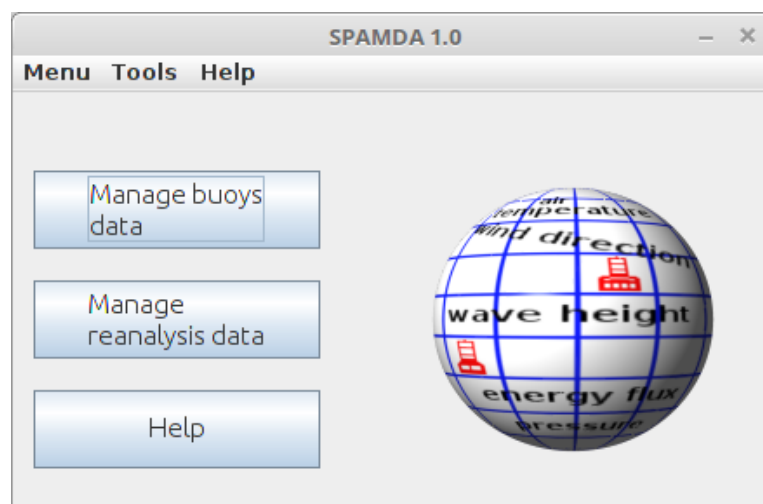 SPAMDA 1.0
Menu Tools Help
Manage buoys
data
Manage
reanalysis data
Help
air
temperature
wind direction
wave height
energy flux
pressure